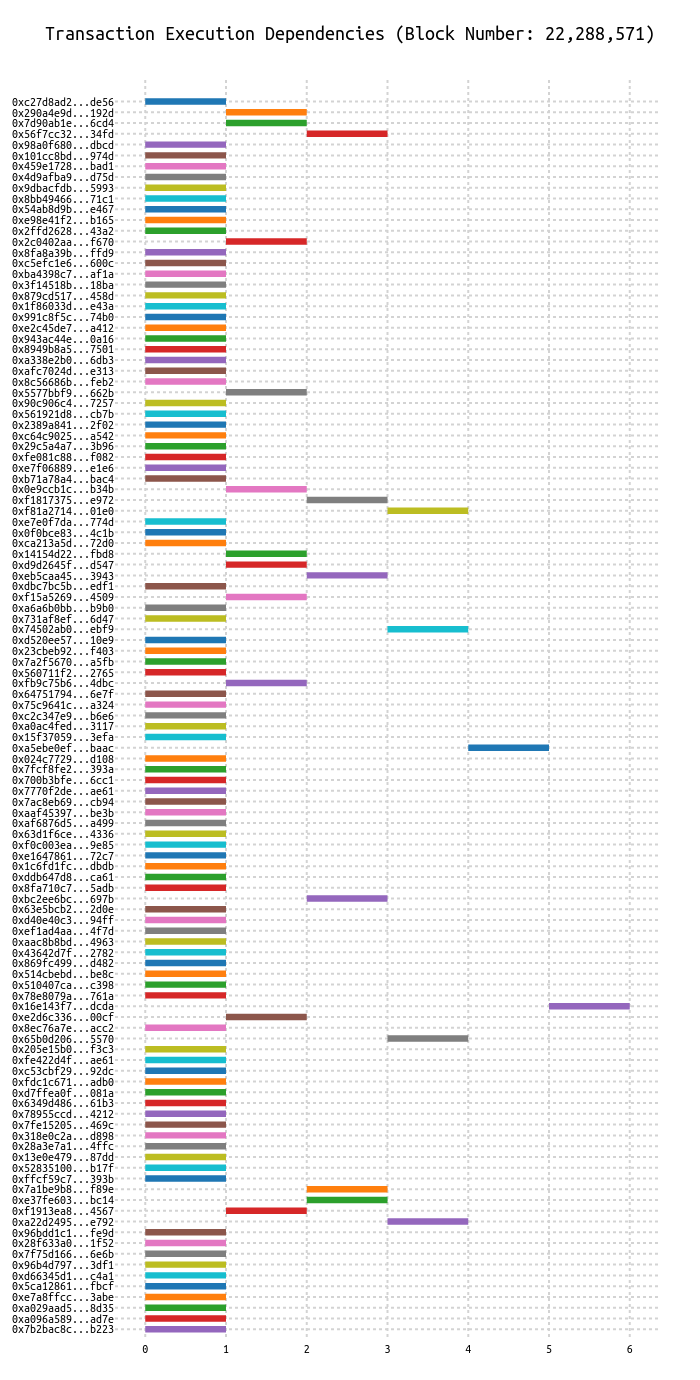 Transaction Execution Dependencies (Block Number: 22,288,571)
0xc27d8ad2...de56
0x290a4e9d...192d
0x7d90ab1e...6cd4
0x56f7cc32...34fd
0x98a0f680...dbcd
0x101cc8bd...974d
0x459e1728...bad1
0x4d9afba9...d75d
0x9dbacfdb...5993
0x8bb49466...71c1
0x54ab8d9b...e467
0xe98e41f2...b165
0x2ffd2628...43a2
0x2c0402aa...f670
0x8fa8a39b...ffd9
0xc5efc1e6...600c
0xba4398c7...af1a
0x3f14518b...18ba
0x879cd517...458d
0x1f86033d...e43a
0x991c8f5c...74b0
0xe2c45de7...a412
0x943ac44e...0a16
0x8949b8a5...7501
0xa338e2b0...6db3
0xafc7024d...e313
0x8c56686b...feb2
0x5577bbf9...662b
0x90c906c4...7257
0x561921d8...cb7b
0x2389a841...2f02
0xc64c9025...a542
0x29c5a4a7...3b96
0xfe081c88...f082
0xe7f06889...e1e6
0xb71a78a4...bac4
0x0e9ccb1c...b34b
0xf1817375...e972
0xf81a2714...01e0
0xe7e0f7da...774d
0x0f0bce83...4c1b
0xca213a5d...72d0
0x14154d22...fbd8
0xd9d2645f...d547
0xeb5caa45...3943
0xdbc7bc5b...edf1
0xf15a5269...4509
0xa6a6b0bb...b9b0
0x731af8ef...6d47
0x74502ab0...ebf9
0xd520ee57...10e9
0x23cbeb92...f403
0x7a2f5670...a5fb
0x560711f2...2765
0xfb9c75b6...4dbc
0x64751794...6e7f
0x75c9641c...a324
0xc2c347e9...b6e6
0xa0ac4fed...3117
0x15f37059...3efa
0xa5ebe0ef...baac
0x024c7729...d108
0x7fcf8fe2...393a
0x700b3bfe...6cc1
0x7770f2de...ae61
0x7ac8eb69...cb94
0xaaf45397...be3b
0xaf6876d5...a499
0x63d1f6ce...4336
0xf0c003ea...9e85
0xe1647861...72c7
0x1c6fd1fc...dbdb
0xddb647d8...ca61
0x8fa710c7...5adb
0xbc2ee6bc...697b
0x63e5bcb2...2d0e
0xd40e40c3...94ff
0xef1ad4aa...4f7d
0xaac8b8bd...4963
0x43642d7f...2782
0x869fc499...d482
0x514cbebd...be8c
0x510407ca...c398
0x78e8079a...761a
0x16e143f7...dcda
0xe2d6c336...00cf
0x8ec76a7e...acc2
0x65b0d206...5570
0x205e15b0...f3c3
0xfe422d4f...ae61
0xc53cbf29...92dc
0xfdc1c671...adb0
0xd7ffea0f...081a
0x6349d486...61b3
0x78955ccd...4212
0x7fe15205...469c
0x318e0c2a...d898
0x28a3e7a1...4ffc
0x13e0e479...87dd
0x52835100...b17f
0xffcf59c7...393b
0x7a1be9b8...f89e
0xe37fe603...bc14
0xf1913ea8...4567
0xa22d2495...e792
0x96bdd1c1...fe9d
0x28f633a0...1f52
0x7f75d166...6e6b
0x96b4d797...3df1
0xd66345d1...c4a1
0x5ca12861...fbcf
0xe7a8ffcc...3abe
0xa029aad5...8d35
0xa096a589...ad7e
0x7b2bac8c...b223
0 1 2 3 4 5 6